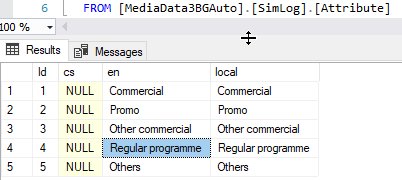 6 FROM [MediaData3BGAuto].[SimLog].[Attribute]
100 %
Results Messages
Id cs en local
1 1 NULL Commercial Commercial
2 2 NULL Promo Promo
3 3 NULL Other commercial Other commercial
4 4 NULL Regular programme Regular programme
5 5 NULL Others Others